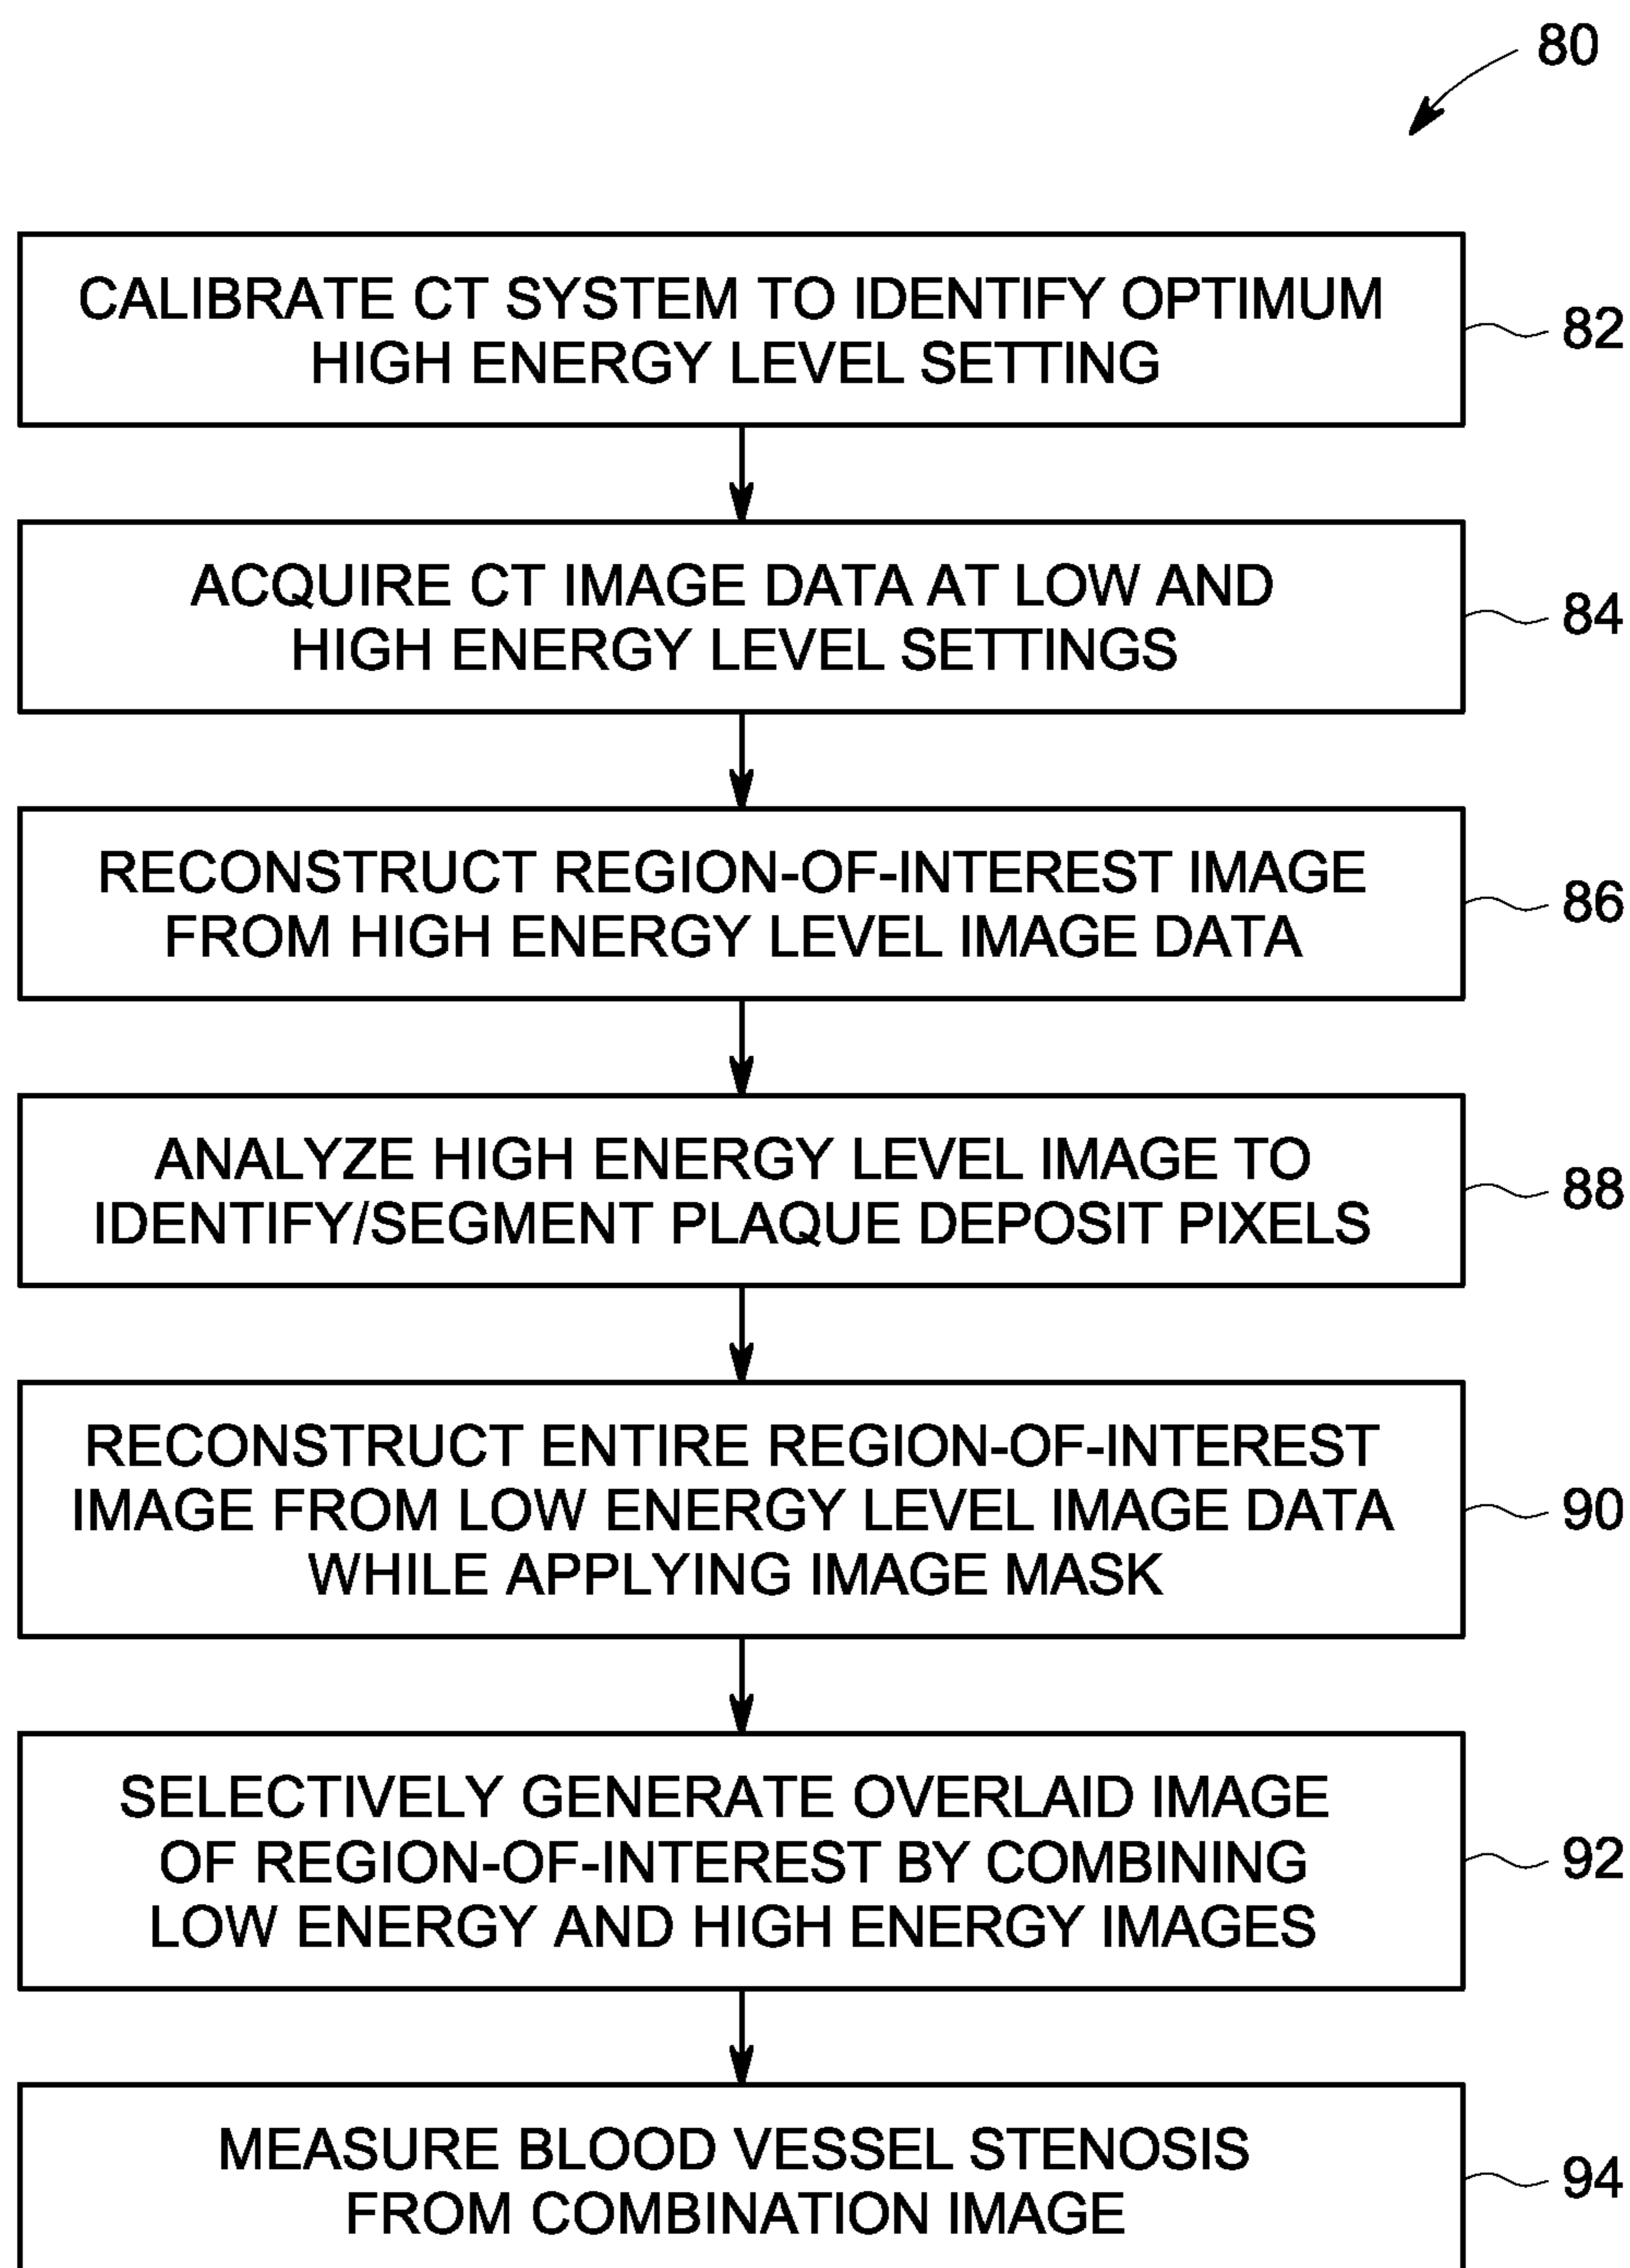 80
CALIBRATE CT SYSTEM TO IDENTIFY OPTIMUM
HIGH ENERGY LEVEL SETTING
82
ACQUIRE CT IMAGE DATA AT LOW AND
HIGH ENERGY LEVEL SETTINGS
84
RECONSTRUCT REGION-OF-INTEREST IMAGE
FROM HIGH ENERGY LEVEL IMAGE DATA
86
ANALYZE HIGH ENERGY LEVEL IMAGE TO
IDENTIFY/SEGMENT PLAQUE DEPOSIT PIXELS
88
RECONSTRUCT ENTIRE REGION-OF-INTEREST
IMAGE FROM LOW ENERGY LEVEL IMAGE DATA
WHILE APPLYING IMAGE MASK
90
SELECTIVELY GENERATE OVERLAID IMAGE
OF REGION-OF-INTEREST BY COMBINING
LOW ENERGY AND HIGH ENERGY IMAGES
92
MEASURE BLOOD VESSEL STENOSIS
FROM COMBINATION IMAGE
94